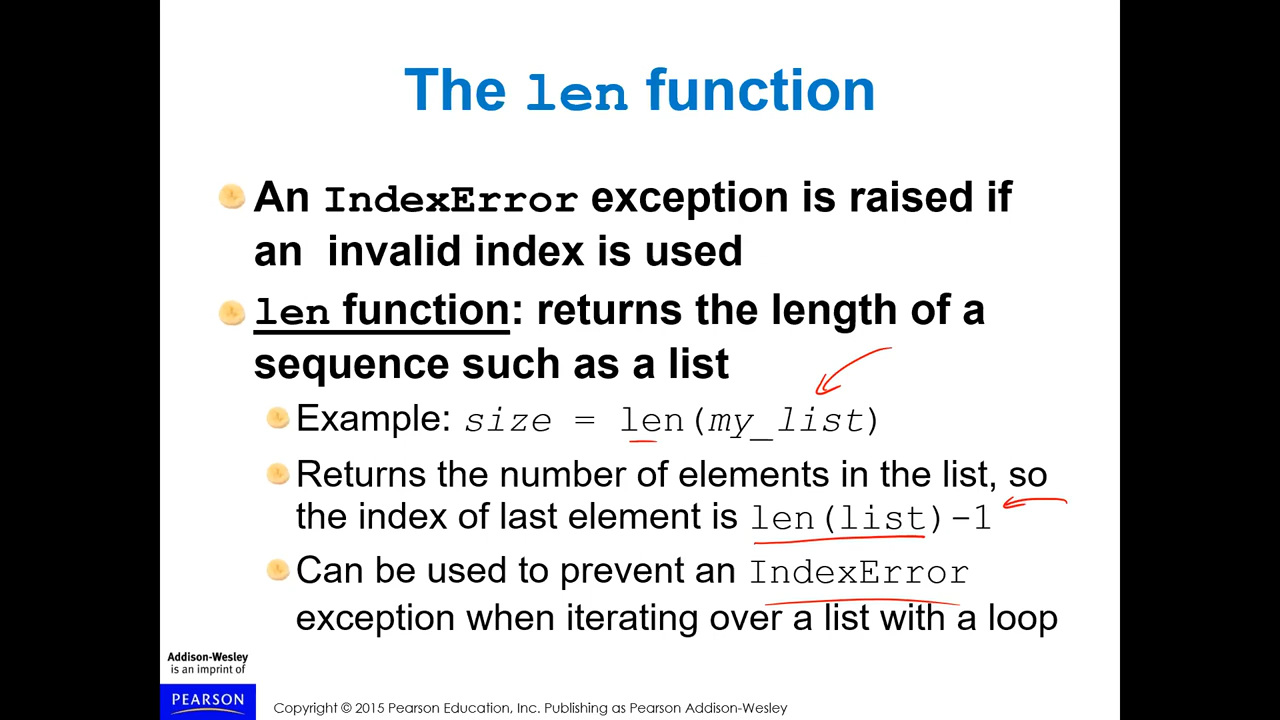 The len function
An IndexError exception is raised if
an invalid index is used
len function: returns the length of a
sequence such as a list
Example: size = len(my_list)
Returns the number of elements in the list, so
the index of last element is len(list)-1
Can be used to prevent an IndexError
exception when iterating over a list with a loop
Addison-Wesley
is an imprint of
PEARSON
Copyright © 2015 Pearson Education, Inc. Publishing as Pearson Addison-Wesley